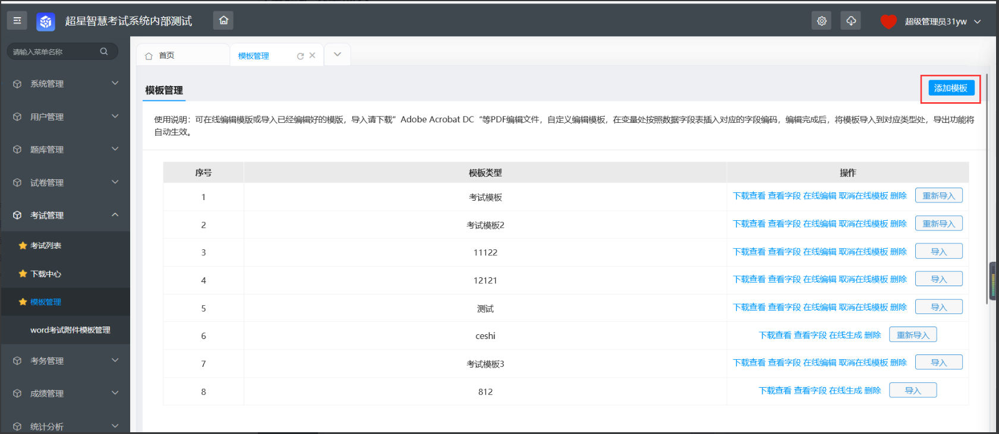 超星智慧考试系统内部测试
超级管理员31yw
请输入菜单名称
首页
模板管理
系统管理
用户管理
题库管理
试卷管理
考试管理
考试列表
下载中心
模板管理
word考试附件模板管理
考务管理
成绩管理
统计分析
模板管理
添加模板
使用说明：可在线编辑模版或导入已经编辑好的模版，导入请下载” Adobe Acrobat DC “等PDF编辑文件，自定义编辑模板，在变量处按照数据字段表插入对应的字段编码，编辑完成后，将模板导入到对应类型处，导出功能将
自动生效。
序号 模板类型 操作
1 考试模板 下载查看 查看字段 在线编辑 取消在线模板 删除 重新导入
2 考试模板2 下载查看 查看字段 在线编辑 取消在线模板 删除 重新导入
3 11122 下载查看 查看字段 在线编辑 取消在线模板 删除 导入
4 12121 下载查看 查看字段 在线编辑 取消在线模板 删除 导入
5 测试 下载查看 查看字段 在线编辑 取消在线模板 删除 导入
6 ceshi 下载查看 查看字段 在线生成 删除 重新导入
7 考试模板3 下载查看 查看字段 在线编辑 取消在线模板 删除 导入
8 812 下载查看 查看字段 在线生成 删除 导入